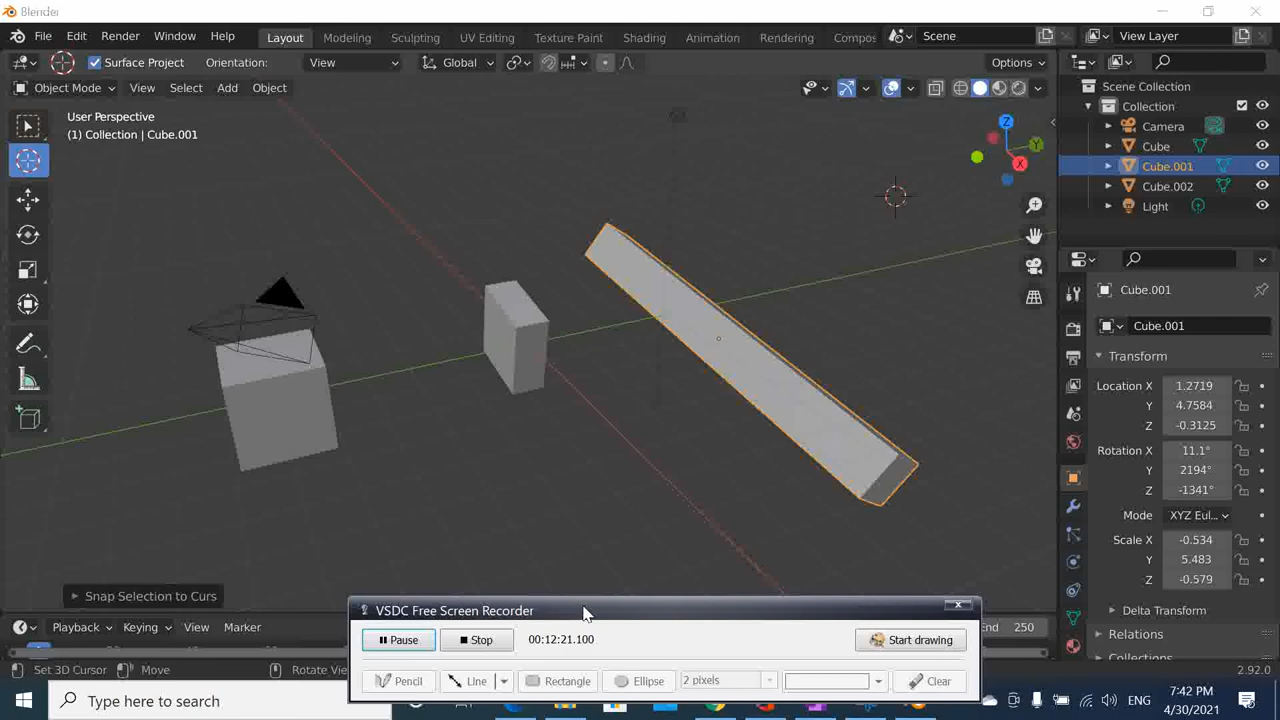 Blender
File Edit Render Window Help Layout Modeling Sculpting UV Editing Texture Paint Shading Animation Rendering Compos Scene View Layer
Surface Project Orientation: View Global Options
Object Mode View Select Add Object
User Perspective
(1) Collection | Cube.001
Z
Y
X
Scene Collection
Collection
Camera
Cube
Cube.001
Cube.002
Light
Cube.001
Cube.001
Transform
Location X 1.2719
Y 4.7584
Z -0.3125
Rotation X 11.1°
Y 2194°
Z -1341°
Mode XYZ Eul...
Scale X -0.534
Y 5.483
Z -0.579
Delta Transform
Relations
Collections
Snap Selection to Curs
Playback Keying View Marker End 250
Set 3D Cursor Move Rotate View 2.92.0
VSDC Free Screen Recorder
Pause Stop 00:12:21.100 Start drawing
Pencil Line Rectangle Ellipse 2 pixels Clear
Type here to search
7:42 PM
4/30/2021